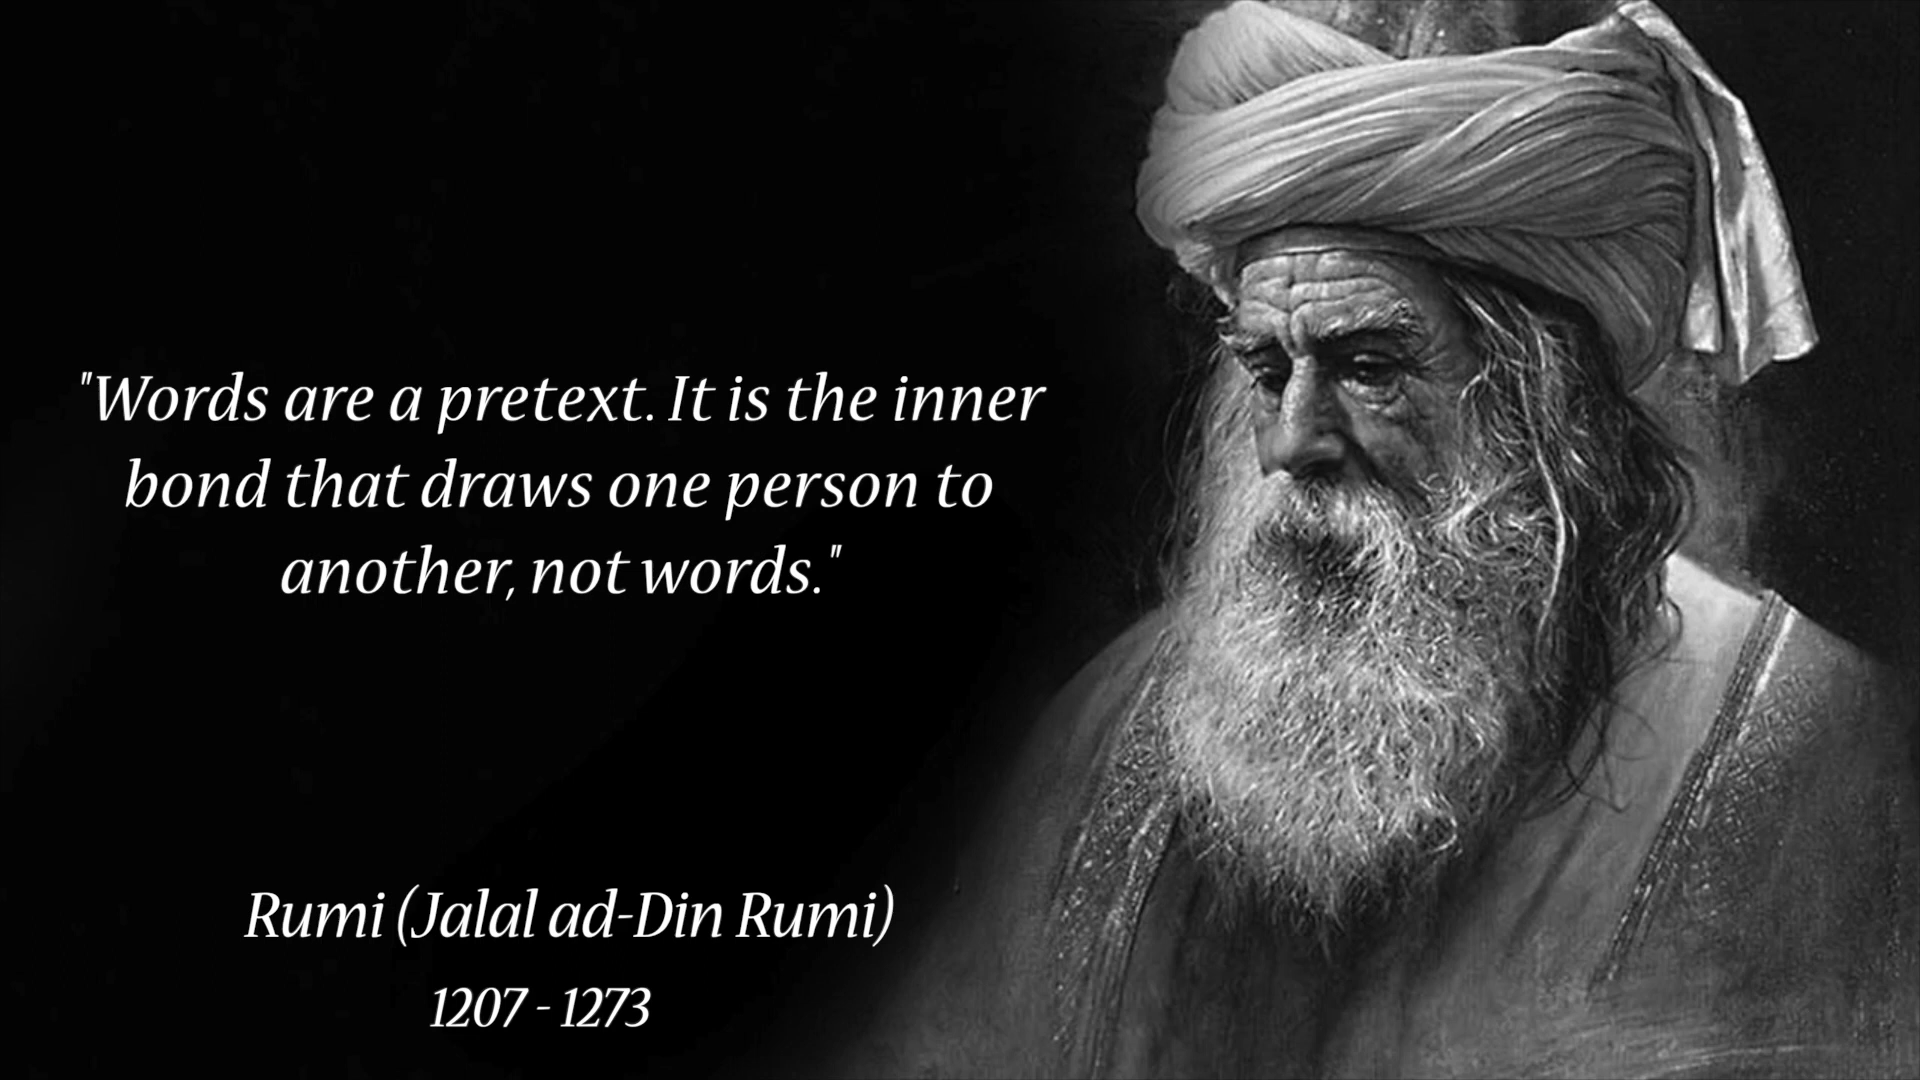 "Words are a pretext. It is the inner
bond that draws one person to
another, not words."
Rumi (Jalal ad-Din Rumi)
1207 - 1273